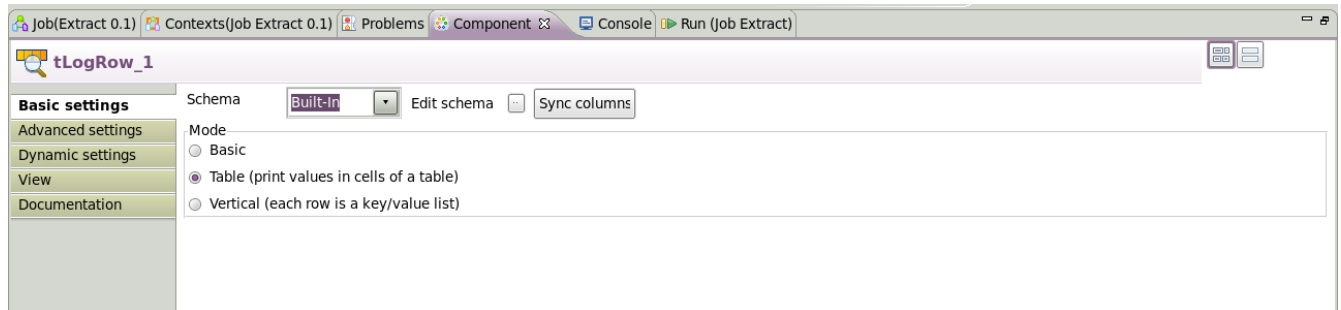 Job(Extract 0.1) Contexts(Job Extract 0.1) Problems Component Console Run (Job Extract)
tLogRow_1
Basic settings
Advanced settings
Dynamic settings
View
Documentation
Schema Built-In Edit schema Sync columns
Mode
Basic
Table (print values in cells of a table)
Vertical (each row is a key/value list)